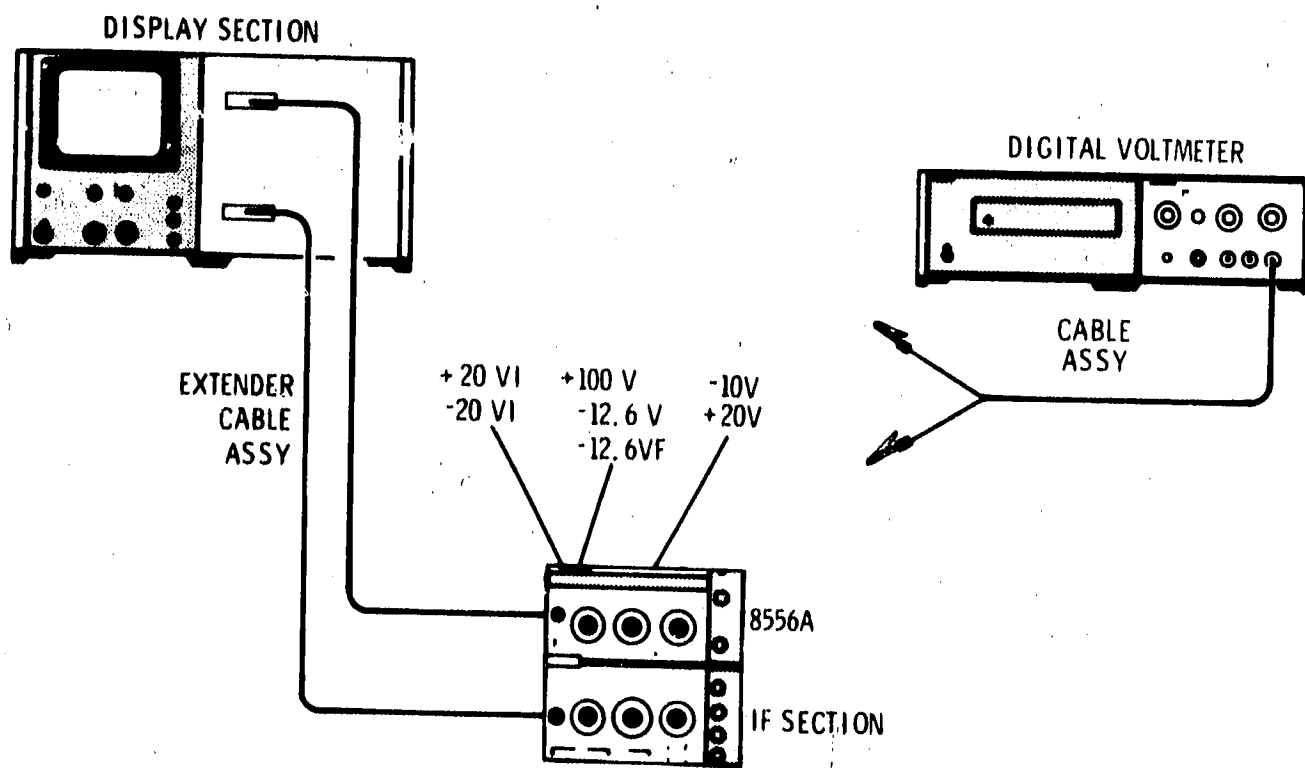 DISPLAY SECTION
DIGITAL VOLTMETER
CABLE
ASSY
EXTENDER
CABLE
ASSY
+20 VI
-20 VI
+100 V
-12.6 V
-12.6VF
-10V
+20V
8556A
IF SECTION